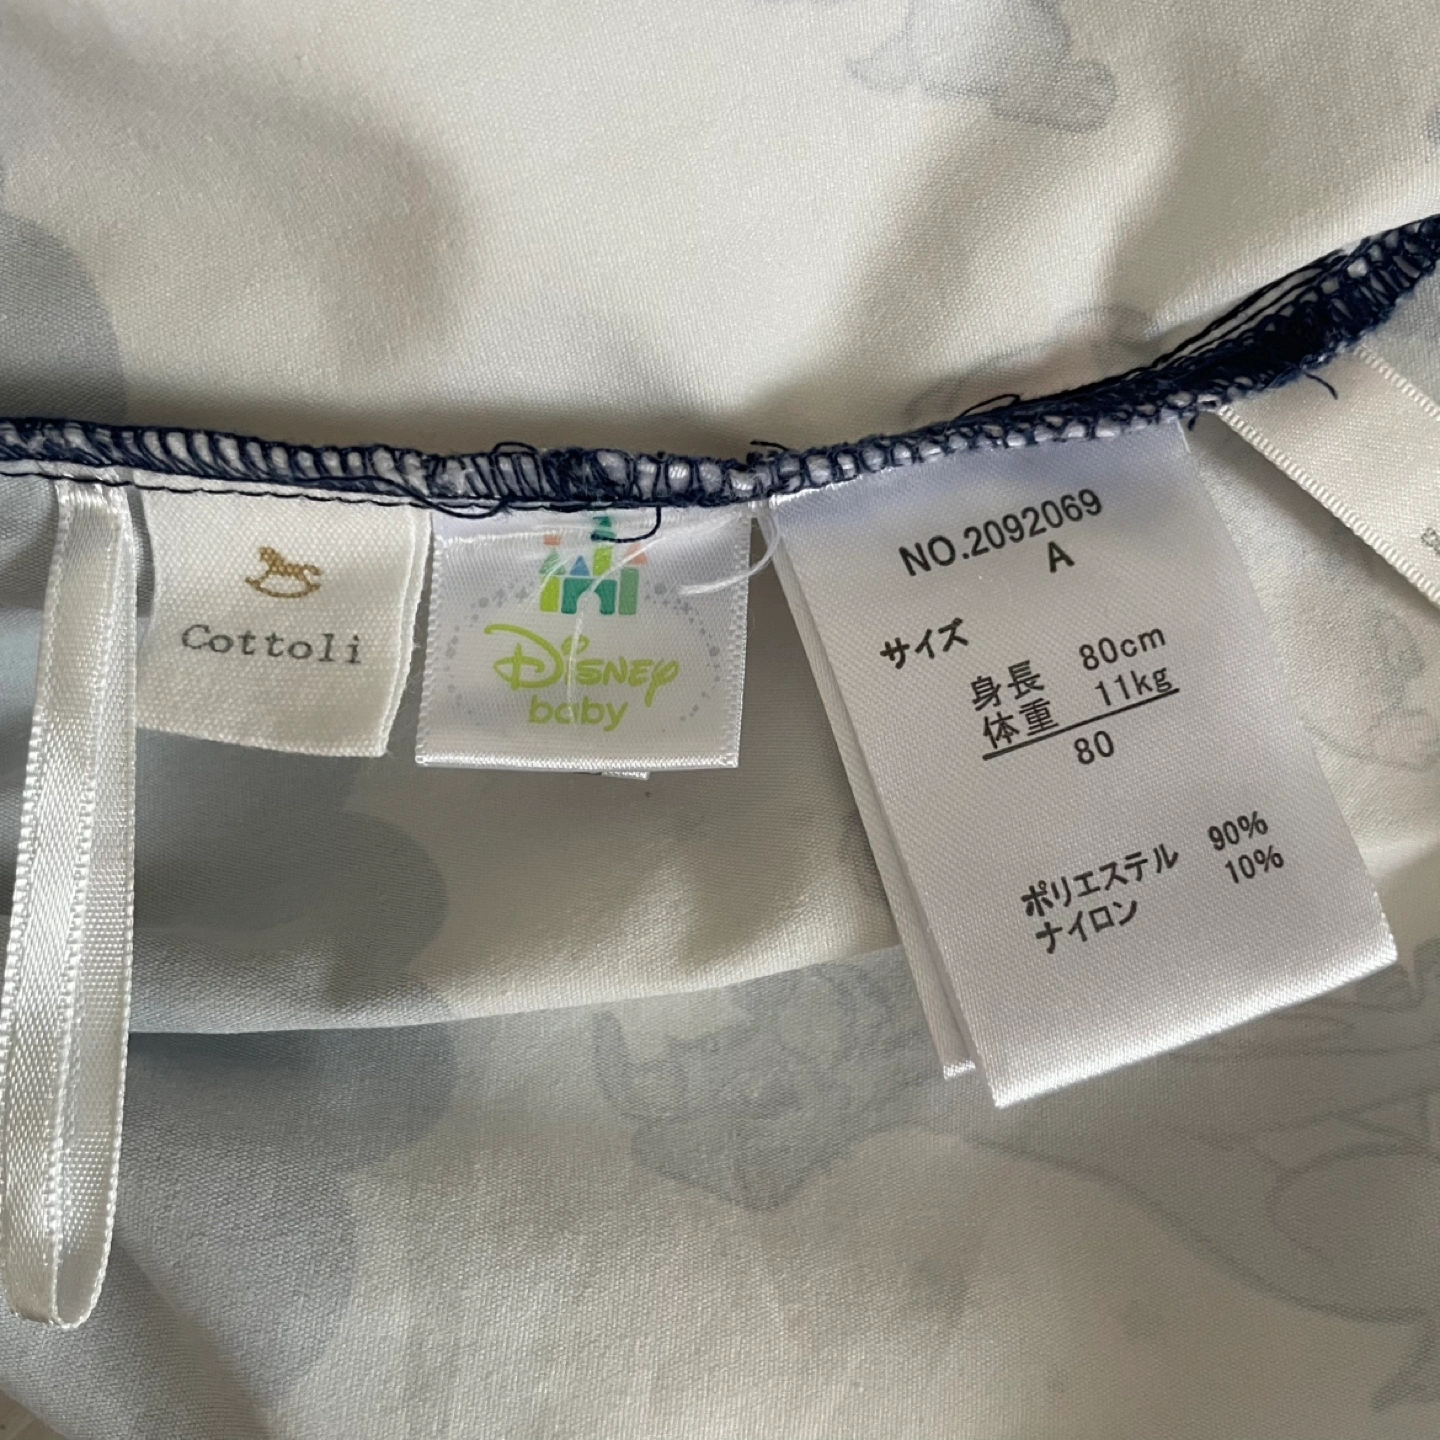 Cottoli
Disney
baby
NO.2092069
A
サイズ
身長 80cm
体重 11kg
80
ポリエステル 90%
ナイロン 10%